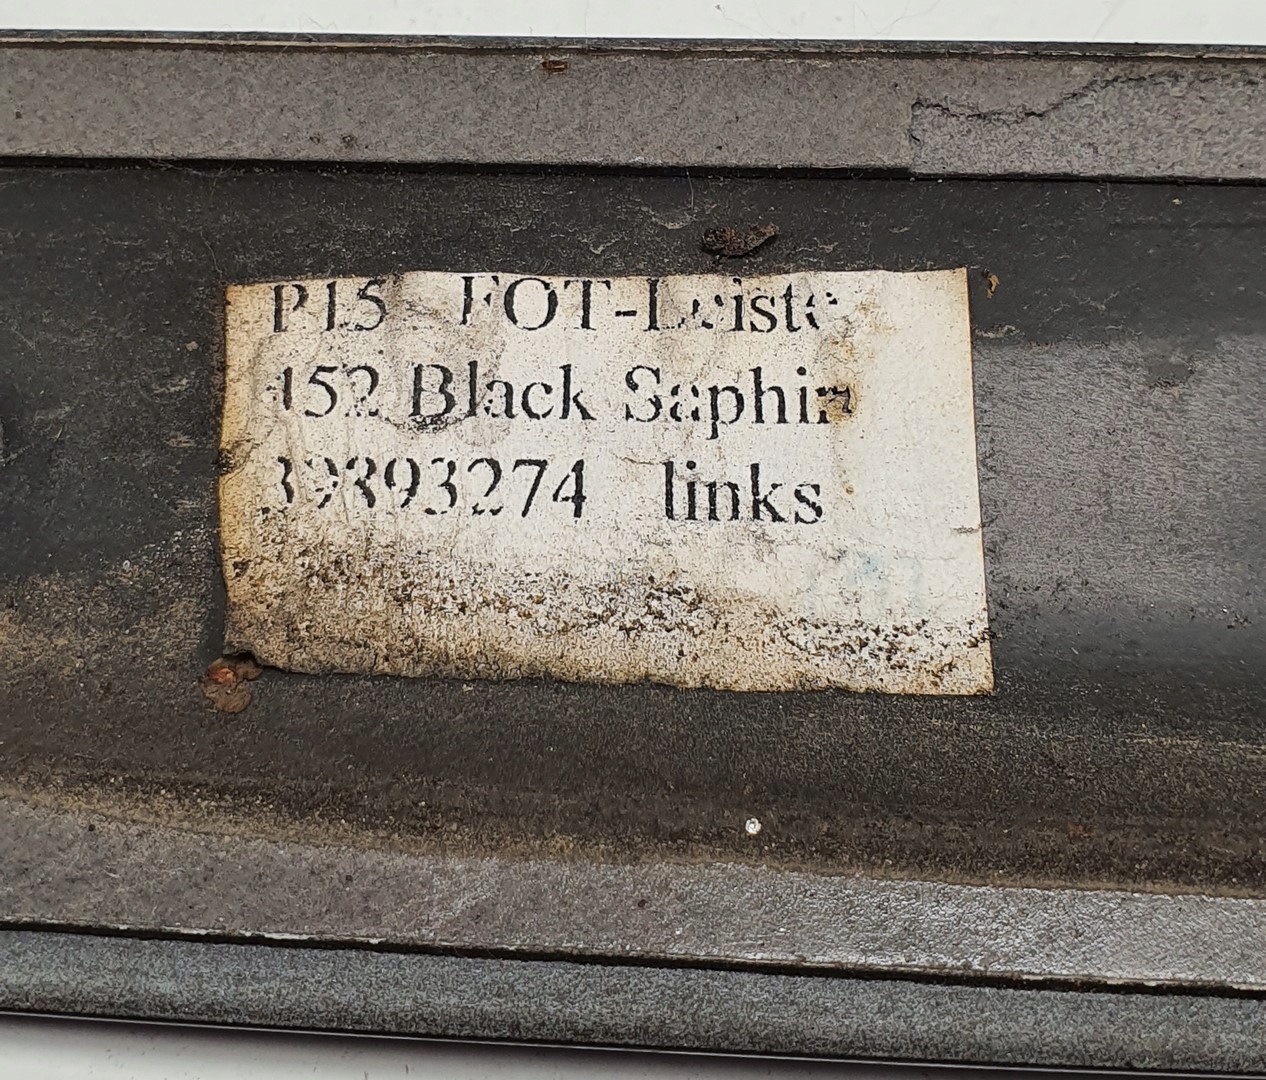 P15 FOT-Leiste
452 Black Saphir
39893274 links